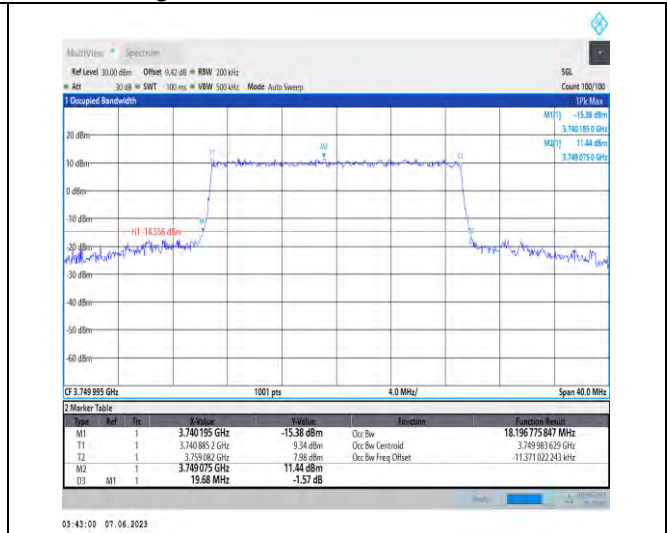 MultiView Spectrum
Ref Level 30.00 dBm Offset 9.42 dB RBW 200 kHz SGL
Att 30 dB SWT 100 ms VBW 500 kHz Mode Auto Sweep Count 100/100
1 Occupied Bandwidth 1Pk Max
M1[1] -15.38 dBm
3.740 195 0 GHz
M2[1] 11.44 dBm
3.749 075 0 GHz
20 dBm
T1 M2 T2
10 dBm
0 dBm
-10 dBm
M1
H1 -14.556 dBm
D3
-20 dBm
-30 dBm
-40 dBm
-50 dBm
-60 dBm
CF 3.749 995 GHz 1001 pts 4.0 MHz/ Span 40.0 MHz
2 Marker Table
Type Ref Trc X-Value Y-Value Function Function Result
M1 1 3.740195 GHz -15.38 dBm Occ Bw 18.196 775 847 MHz
T1 1 3.740 885 2 GHz 9.34 dBm Occ Bw Centroid 3.749 983 629 GHz
T2 1 3.759 082 GHz 7.98 dBm Occ Bw Freq Offset -11.371 022 243 kHz
M2 1 3.749075 GHz 11.44 dBm
D3 M1 1 19.68 MHz -1.57 dB
03:43:00 07.06.2023